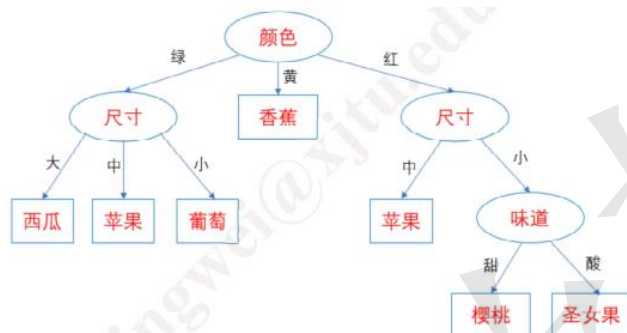 颜色
绿
黄
红
尺寸
香蕉
尺寸
大
中
小
中
小
西瓜
苹果
葡萄
苹果
味道
甜
酸
樱桃
圣女果